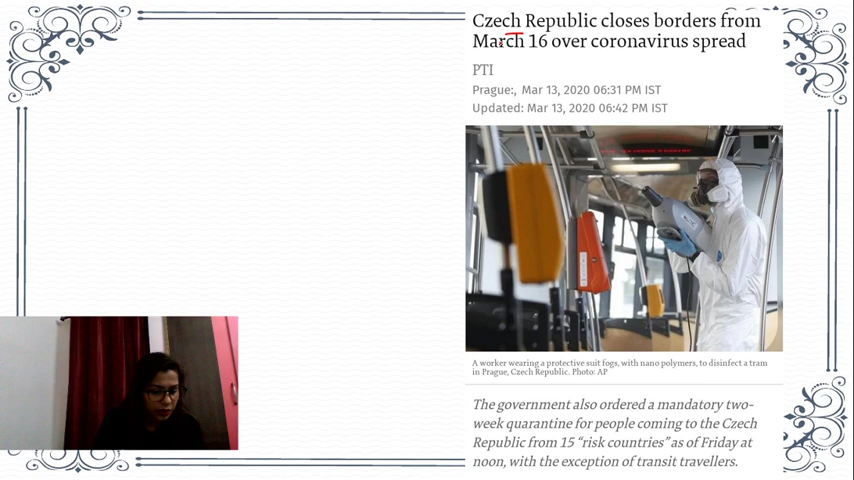 Czech Republic closes borders from
March 16 over coronavirus spread
PTI
Prague:, Mar 13, 2020 06:31 PM IST
Updated: Mar 13, 2020 06:42 PM IST
A worker wearing a protective suit fogs, with nano polymers, to disinfect a tram
in Prague, Czech Republic. Photo: AP
The government also ordered a mandatory two-
week quarantine for people coming to the Czech
Republic from 15 “risk countries” as of Friday at
noon, with the exception of transit travellers.